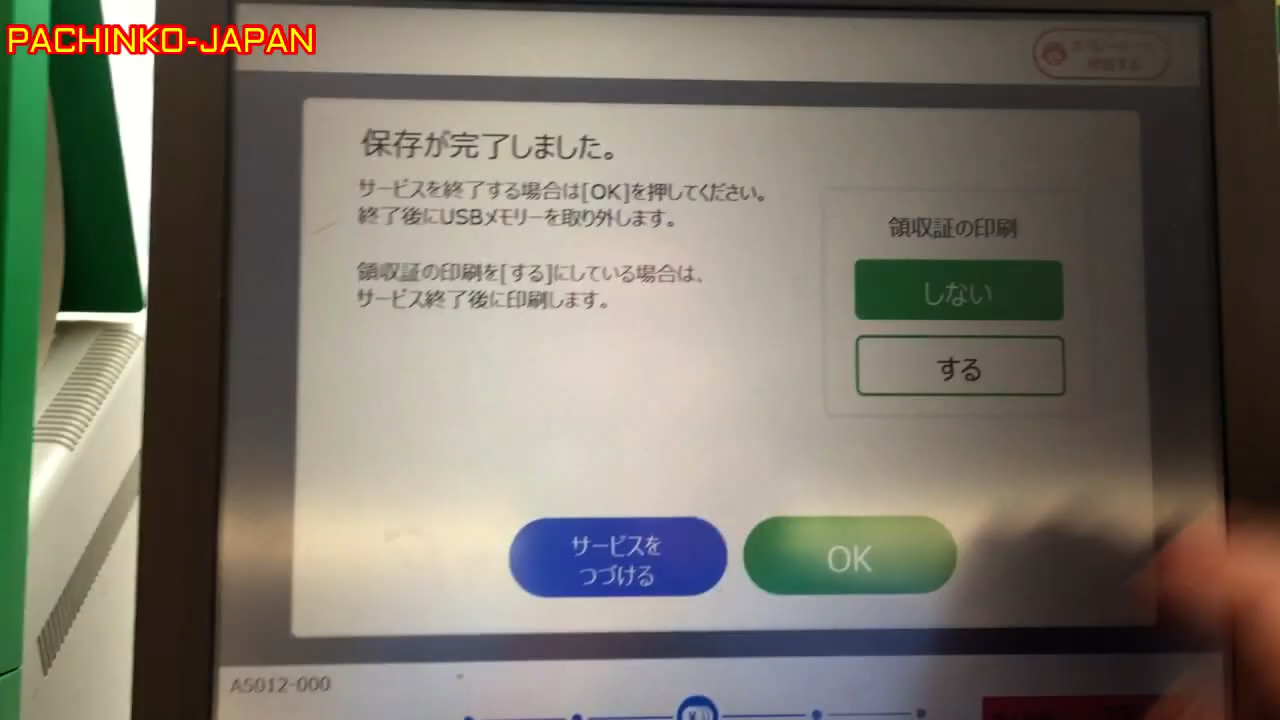 PACHINKO-JAPAN
保存が完了しました。
サービスを終了する場合は[OK]を押してください。
終了後にUSBメモリーを取り外します。
領収証の印刷を[する]にしている場合は、
サービス終了後に印刷します。
領収証の印刷
しない
する
サービスを
つづける
OK
A5012-000